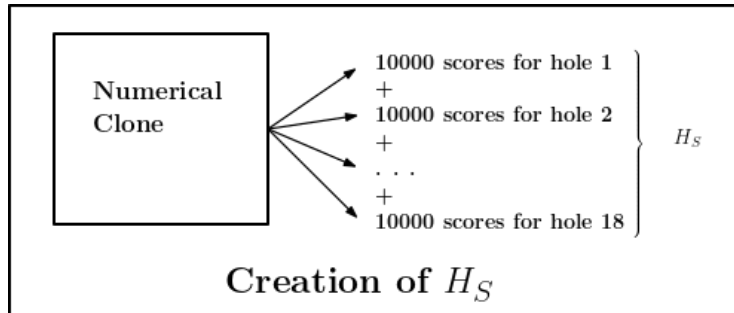 Numerical
Clone
10000 scores for hole 1
+
10000 scores for hole 2
+
. . .
+
10000 scores for hole 18
H_S
Creation of H_S